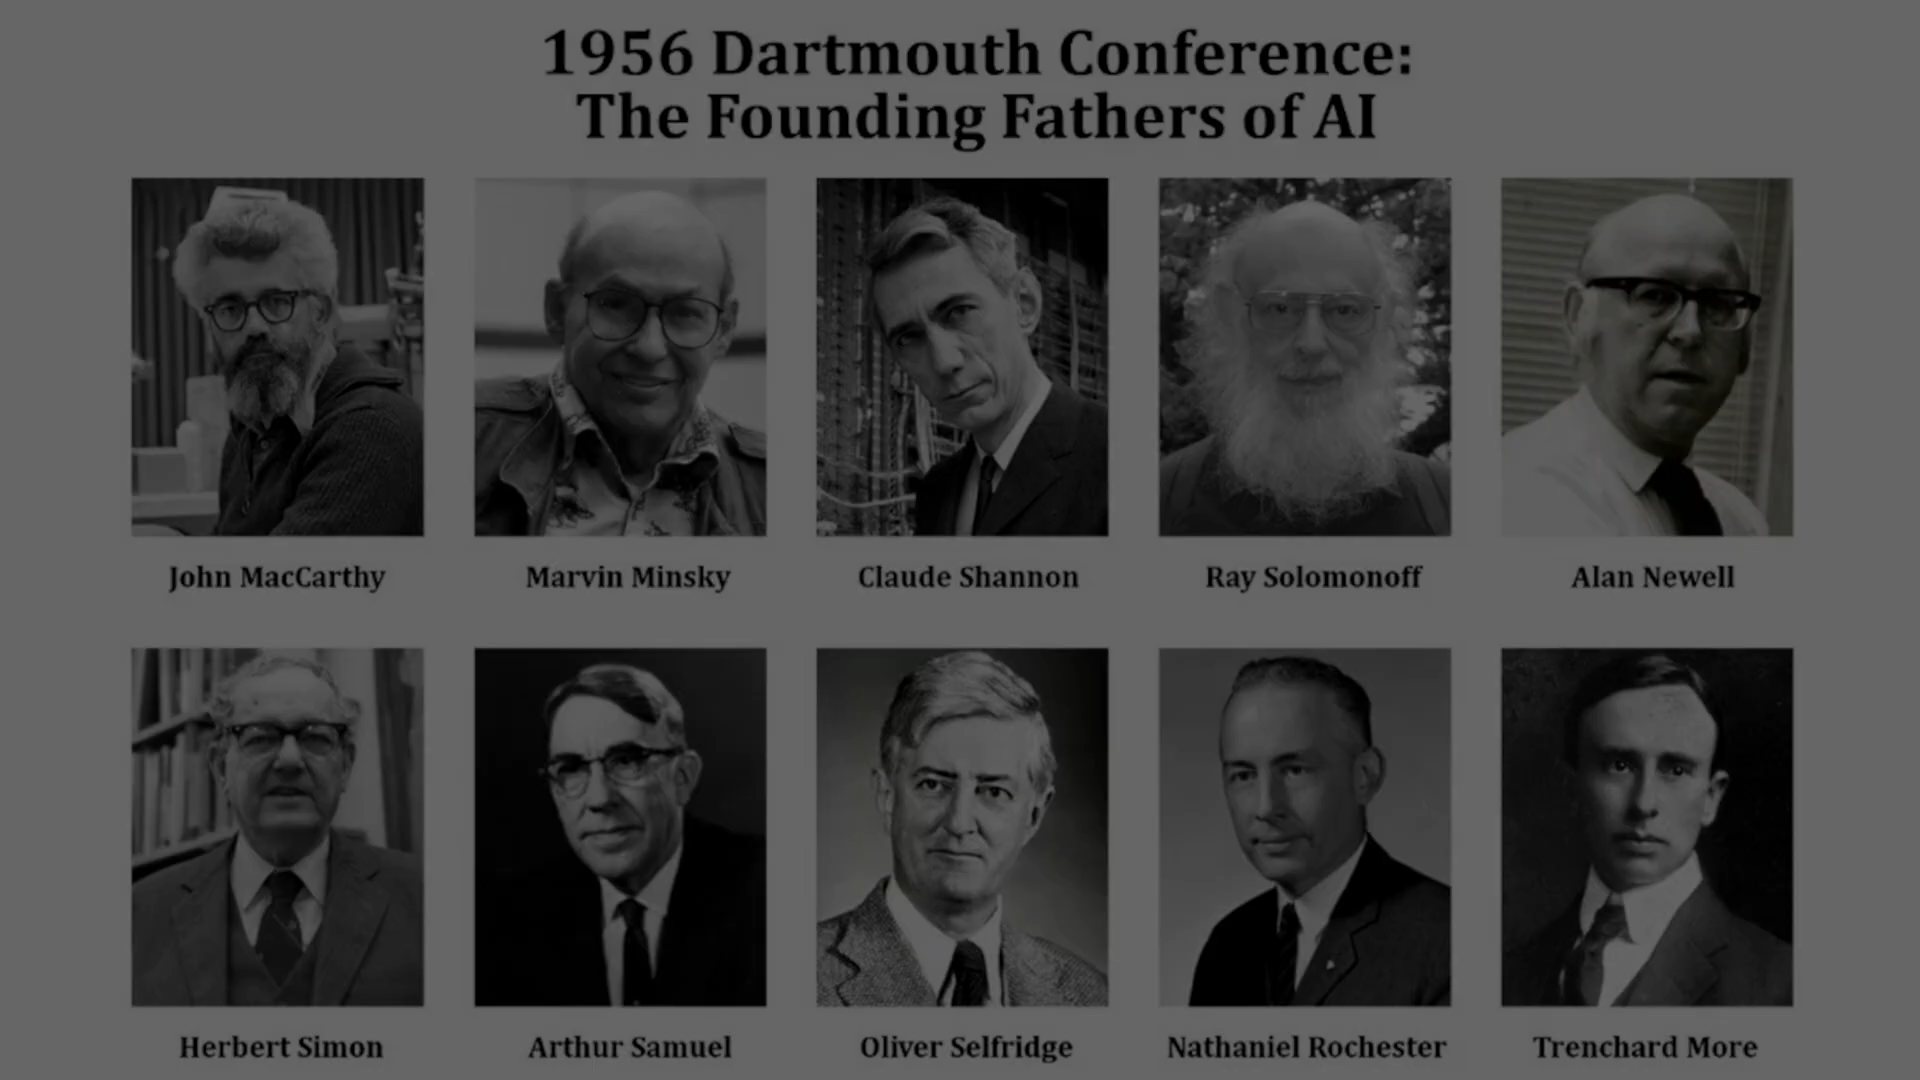 1956 Dartmouth Conference:
The Founding Fathers of AI
John MacCarthy
Marvin Minsky
Claude Shannon
Ray Solomonoff
Alan Newell
Herbert Simon
Arthur Samuel
Oliver Selfridge
Nathaniel Rochester
Trenchard More